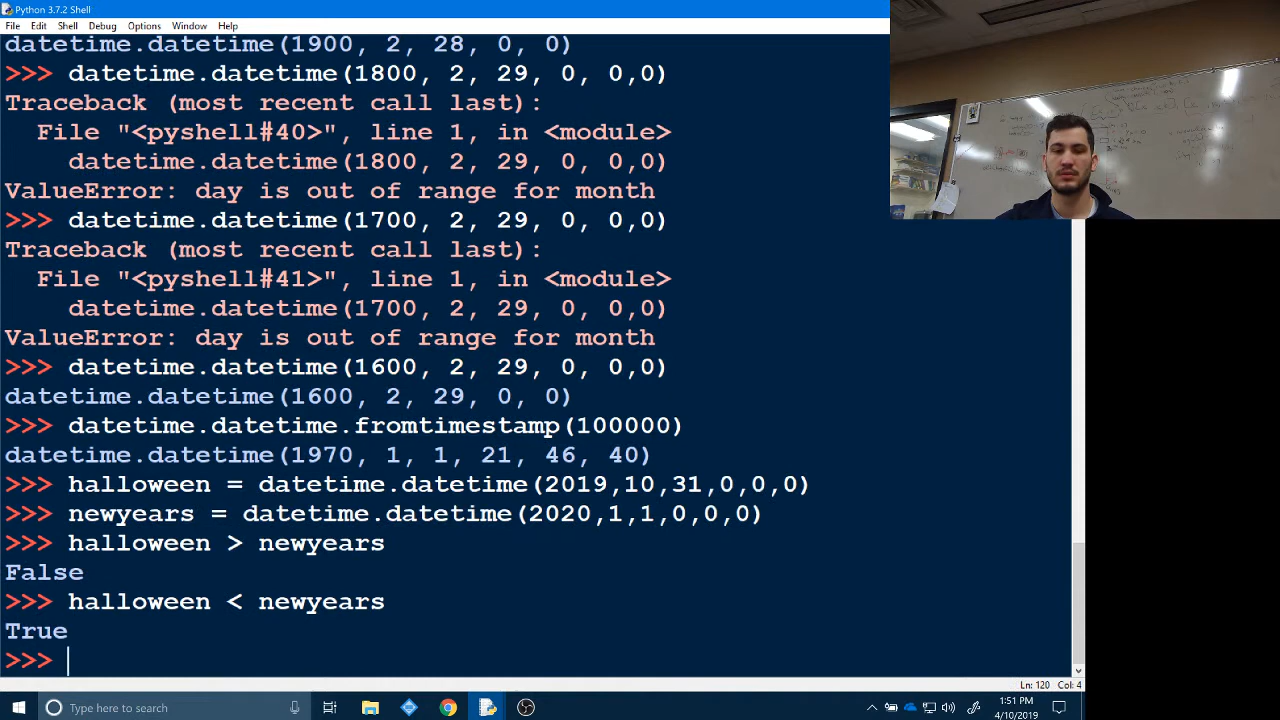 Python 3.7.2 Shell
File Edit Shell Debug Options Window Help
datetime.datetime(1900, 2, 28, 0, 0)
>>> datetime.datetime(1800, 2, 29, 0, 0,0)
Traceback (most recent call last):
  File "<pyshell#40>", line 1, in <module>
    datetime.datetime(1800, 2, 29, 0, 0,0)
ValueError: day is out of range for month
>>> datetime.datetime(1700, 2, 29, 0, 0,0)
Traceback (most recent call last):
  File "<pyshell#41>", line 1, in <module>
    datetime.datetime(1700, 2, 29, 0, 0,0)
ValueError: day is out of range for month
>>> datetime.datetime(1600, 2, 29, 0, 0,0)
datetime.datetime(1600, 2, 29, 0, 0)
>>> datetime.datetime.fromtimestamp(100000)
datetime.datetime(1970, 1, 1, 21, 46, 40)
>>> halloween = datetime.datetime(2019,10,31,0,0,0)
>>> newyears = datetime.datetime(2020,1,1,0,0,0)
>>> halloween > newyears
False
>>> halloween < newyears
True
>>>
Ln: 120 Col: 4
Type here to search
1:51 PM
4/10/2019